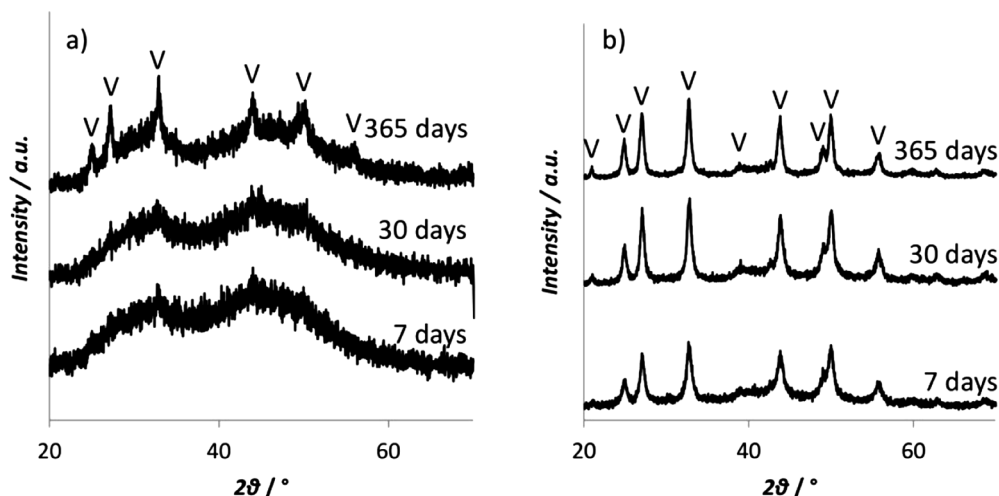 a)
V V V V V V
365 days
30 days
7 days
Intensity / a.u.
20 40 60
2ϑ / °
b)
V V V V V V V V V
365 days
30 days
7 days
Intensity / a.u.
20 40 60
2ϑ / °